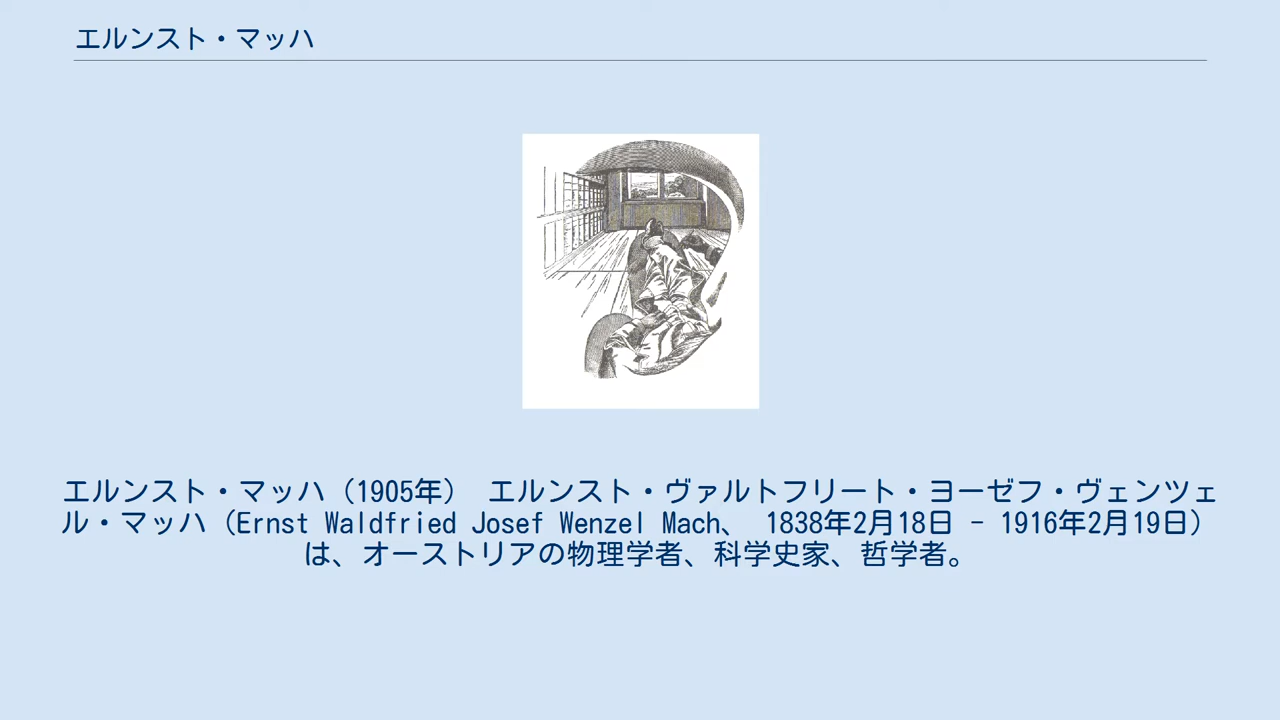 エルンスト・マッハ
エルンスト・マッハ（1905年） エルンスト・ヴァルトフリート・ヨーゼフ・ヴェンツェ
ル・マッハ（Ernst Waldfried Josef Wenzel Mach、 1838年2月18日 - 1916年2月19日）
は、オーストリアの物理学者、科学史家、哲学者。